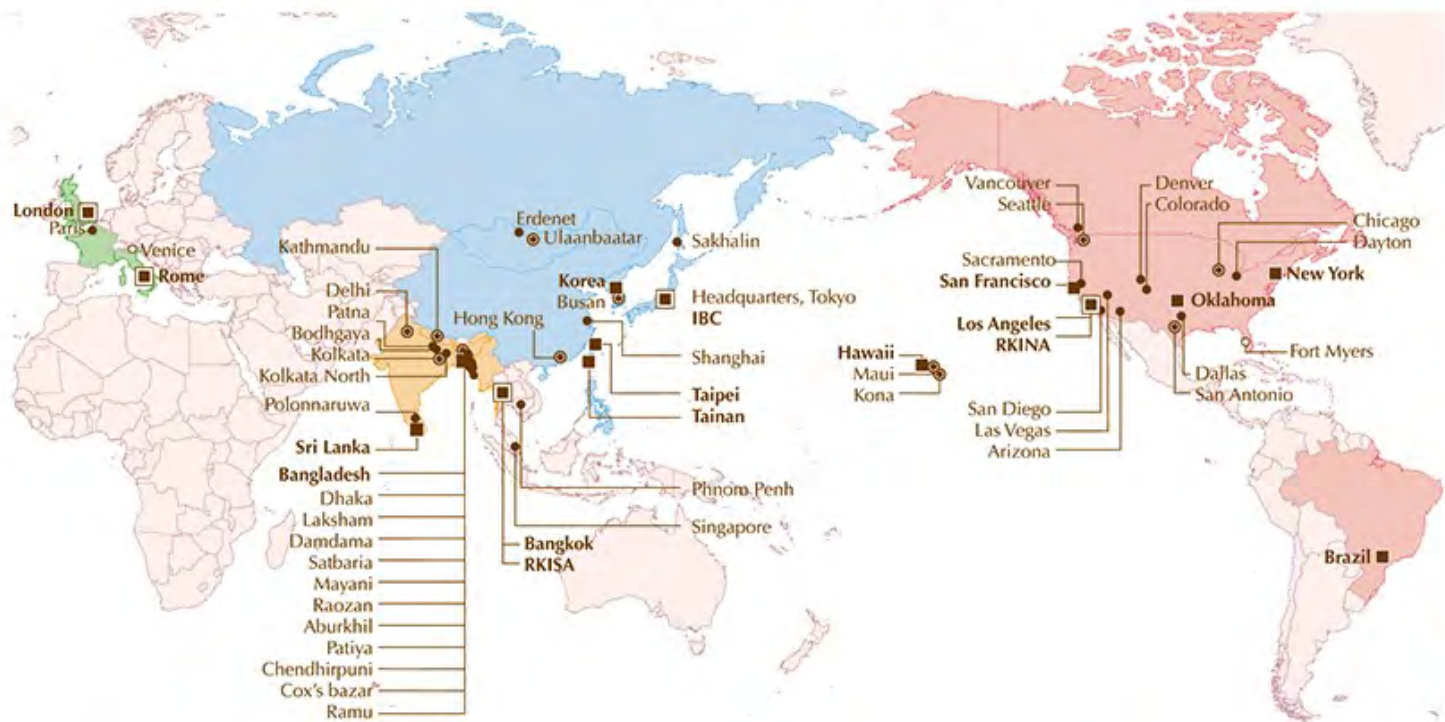 London
Paris
Venice
Rome
Erdenet
Ulaanbaatar
Sakhalin
Kathmandu
Korea
Busan
Headquarters, Tokyo
IBC
Delhi
Patna
Bodhgaya
Kolkata
Kolkata North
Hong Kong
Shanghai
Polonnaruwa
Sri Lanka
Taipei
Tainan
Bangladesh
Dhaka
Laksham
Damdama
Satbaria
Mayani
Raozan
Aburkhil
Patiya
Chendhirpuni
Cox's bazar
Ramu
Phnom Penh
Singapore
Bangkok
RKISA
Vancouver
Seattle
Denver
Colorado
Chicago
Dayton
Sacramento
San Francisco
New York
Oklahoma
Los Angeles
RKINA
Hawaii
Maui
Kona
Fort Myers
Dallas
San Antonio
San Diego
Las Vegas
Arizona
Brazil